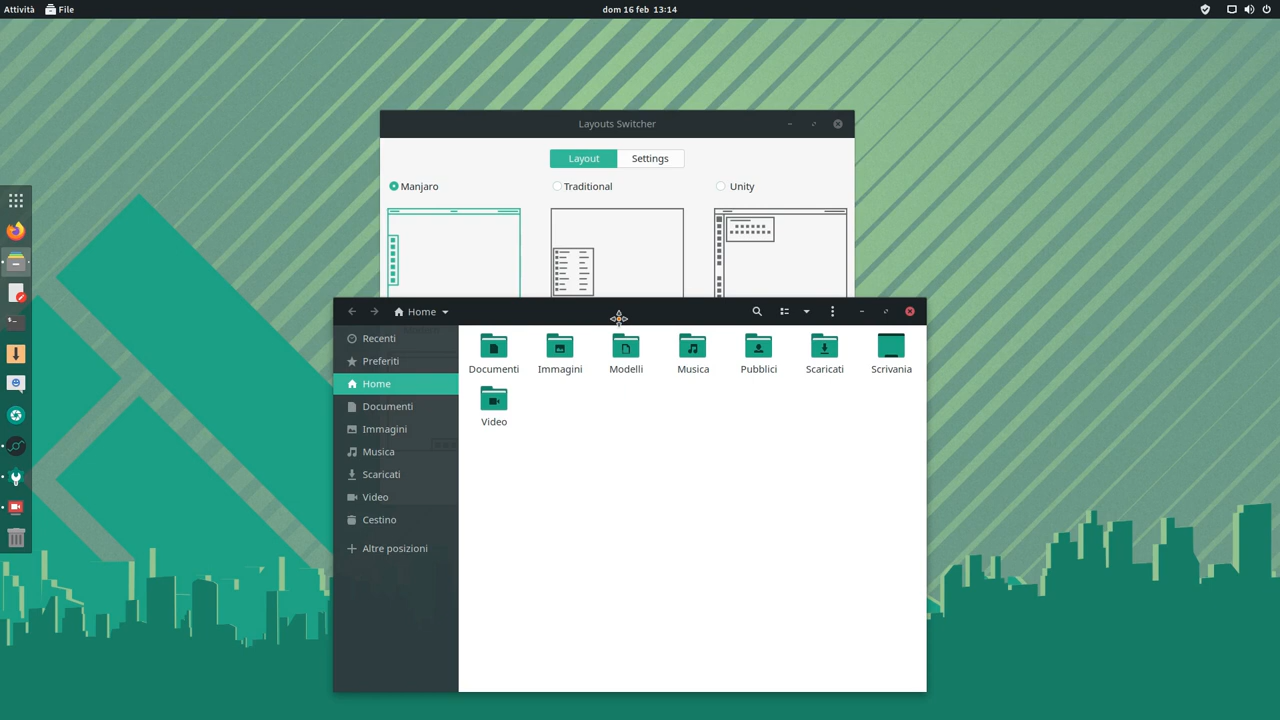 Attività File dom 16 feb 13:14
Layouts Switcher
Layout Settings
Manjaro Traditional Unity
Home
Recenti
Preferiti
Home
Documenti
Immagini
Musica
Scaricati
Video
Cestino
Altre posizioni
Documenti Immagini Modelli Musica Pubblici Scaricati Scrivania
Video